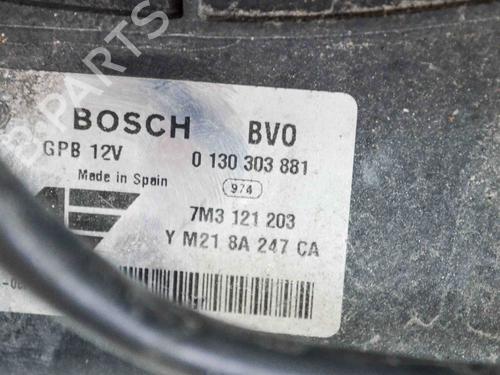 BOSCH BV0
GPB 12V 0 130 303 881
Made in Spain 974
7M3 121 203
Y M21 8A 247 CA
B-PARTS